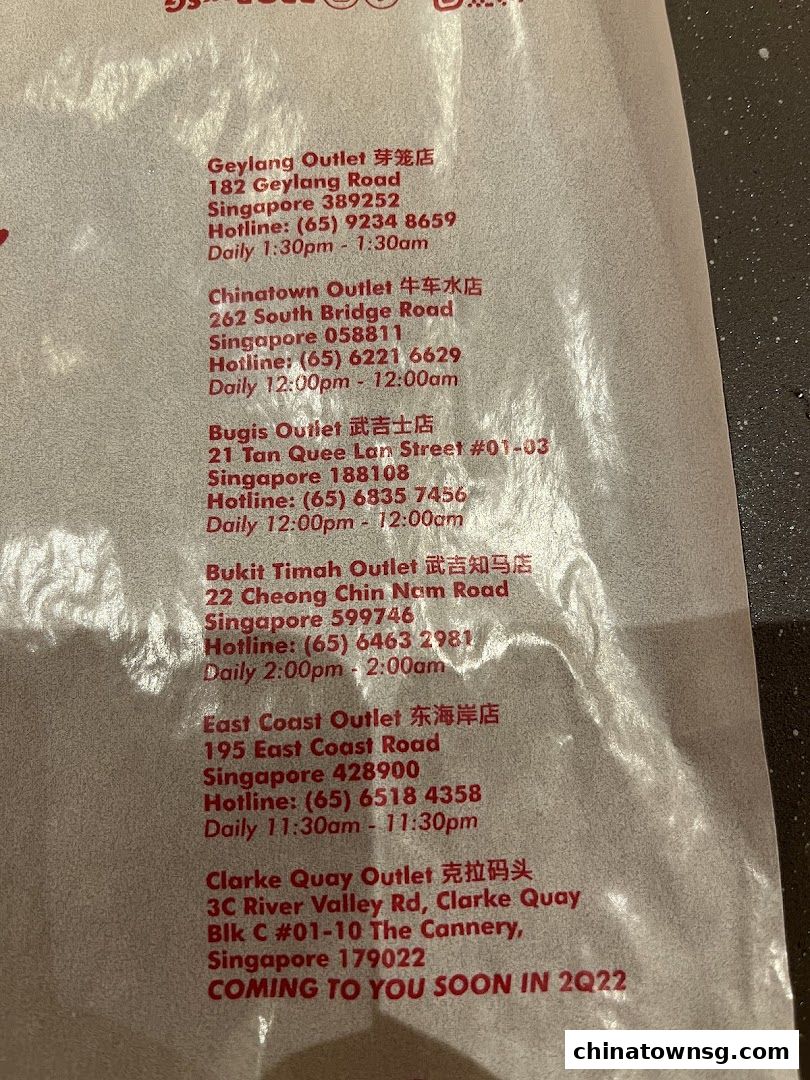 Geylang Outlet 芽笼店
182 Geylang Road
Singapore 389252
Hotline: (65) 9234 8659
Daily 1:30pm - 1:30am
Chinatown Outlet 牛车水店
262 South Bridge Road
Singapore 058811
Hotline: (65) 6221 6629
Daily 12:00pm - 12:00am
Bugis Outlet 武吉士店
21 Tan Quee Lan Street #01-03
Singapore 188108
Hotline: (65) 6835 7456
Daily 12:00pm - 12:00am
Bukit Timah Outlet 武吉知马店
22 Cheong Chin Nam Road
Singapore 599746
Hotline: (65) 6463 2981
Daily 2:00pm - 2:00am
East Coast Outlet 东海岸店
195 East Coast Road
Singapore 428900
Hotline: (65) 6518 4358
Daily 11:30am - 11:30pm
Clarke Quay Outlet 克拉码头
3C River Valley Rd, Clarke Quay
Blk C #01-10 The Cannery,
Singapore 179022
COMING TO YOU SOON IN 2Q22
chinatownsg.com